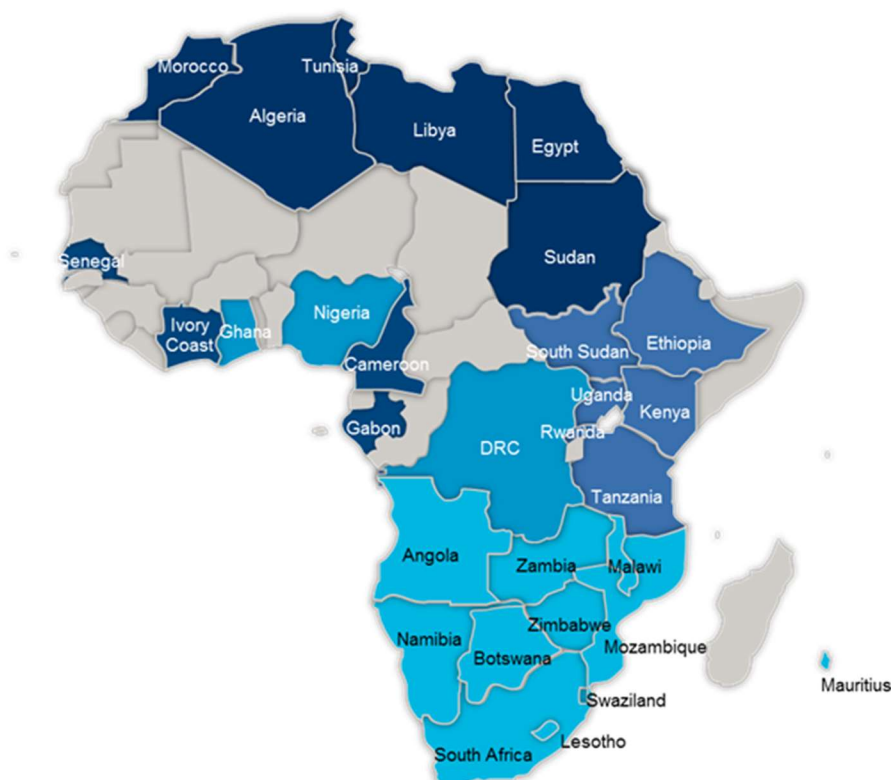 Morocco
Tunisia
Algeria
Libya
Egypt
Senegal
Sudan
Ivory
Coast
Ghana
Nigeria
Cameroon
South Sudan
Ethiopia
Uganda
Kenya
Gabon
Rwanda
DRC
Tanzania
Angola
Zambia
Malawi
Namibia
Zimbabwe
Botswana
Mozambique
Mauritius
Swaziland
Lesotho
South Africa